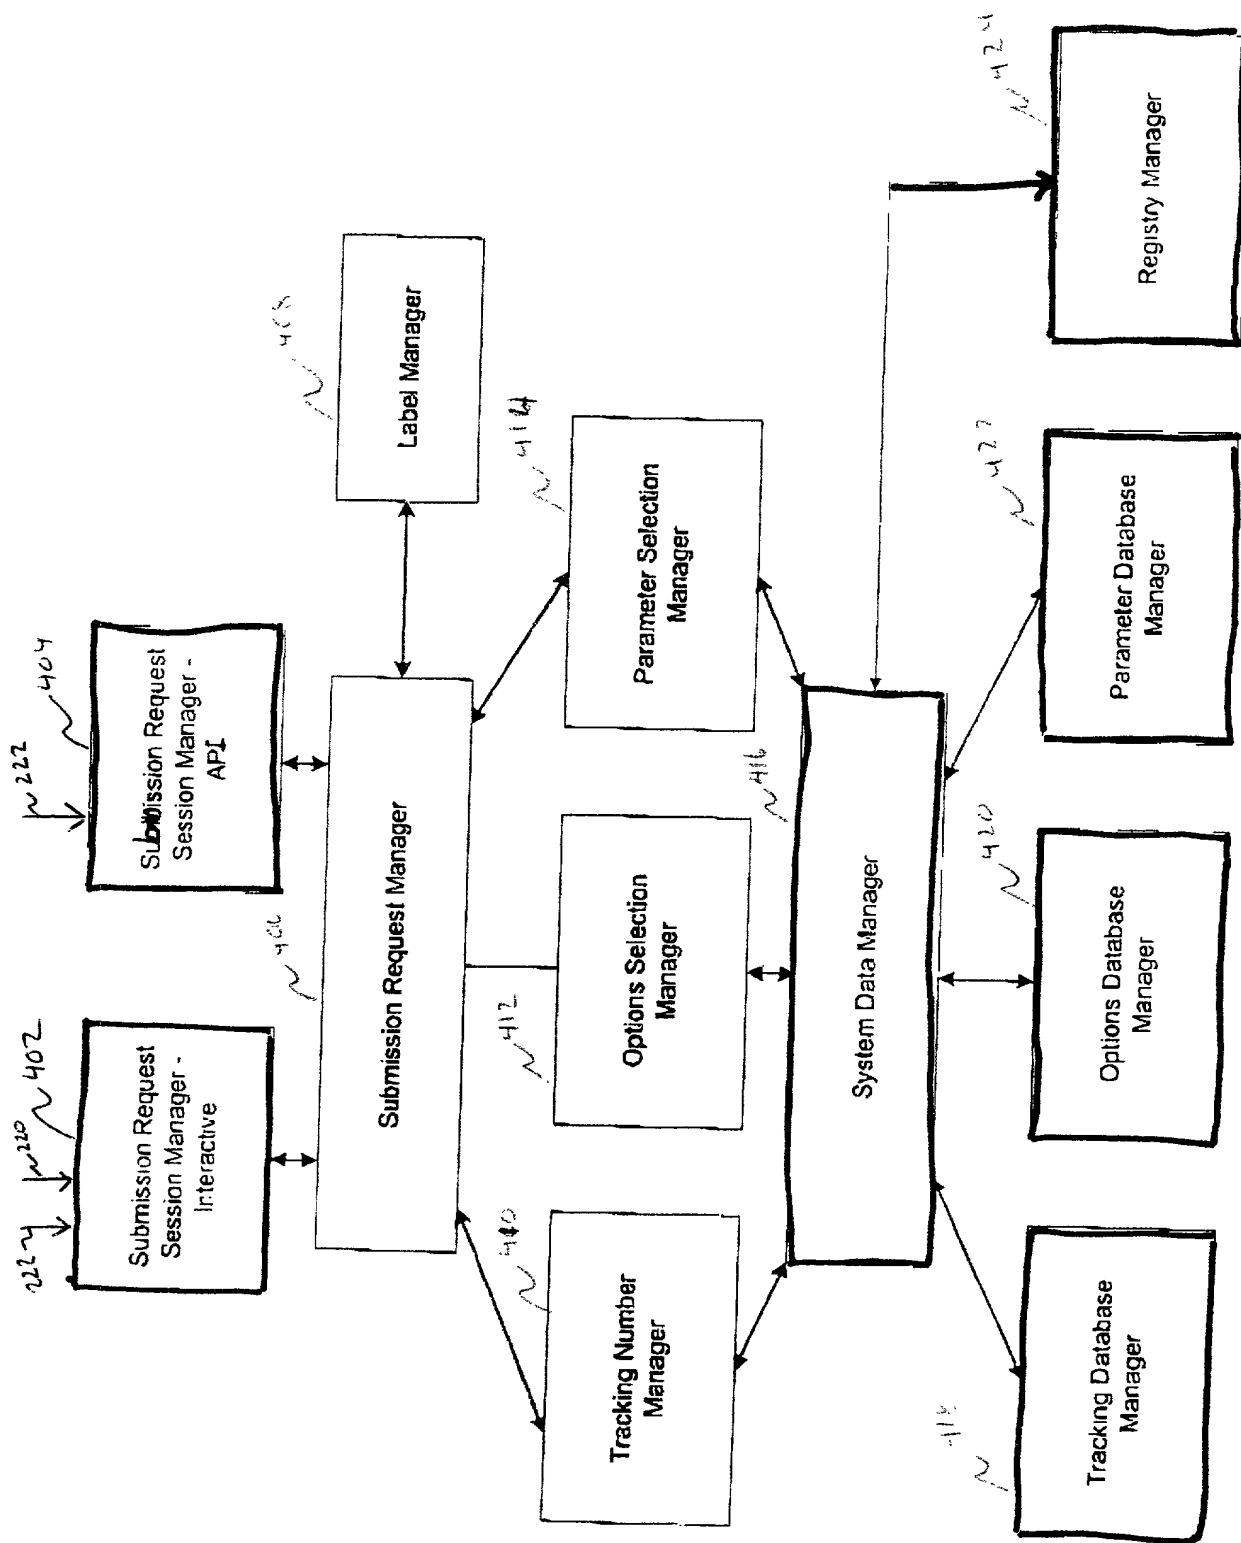 222
220
402
Submission Request
Session Manager -
Interactive
222
404
Submission Request
Session Manager -
API
406
Submission Request Manager
408
Label Manager
410
Tracking Number
Manager
412
Options Selection
Manager
414
Parameter Selection
Manager
416
System Data Manager
418
Tracking Database
Manager
420
Options Database
Manager
422
Parameter Database
Manager
424
Registry Manager